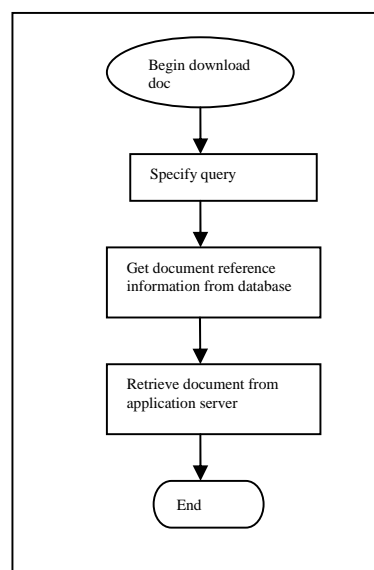 Begin download
doc
Specify query
Get document reference
information from database
Retrieve document from
application server
End